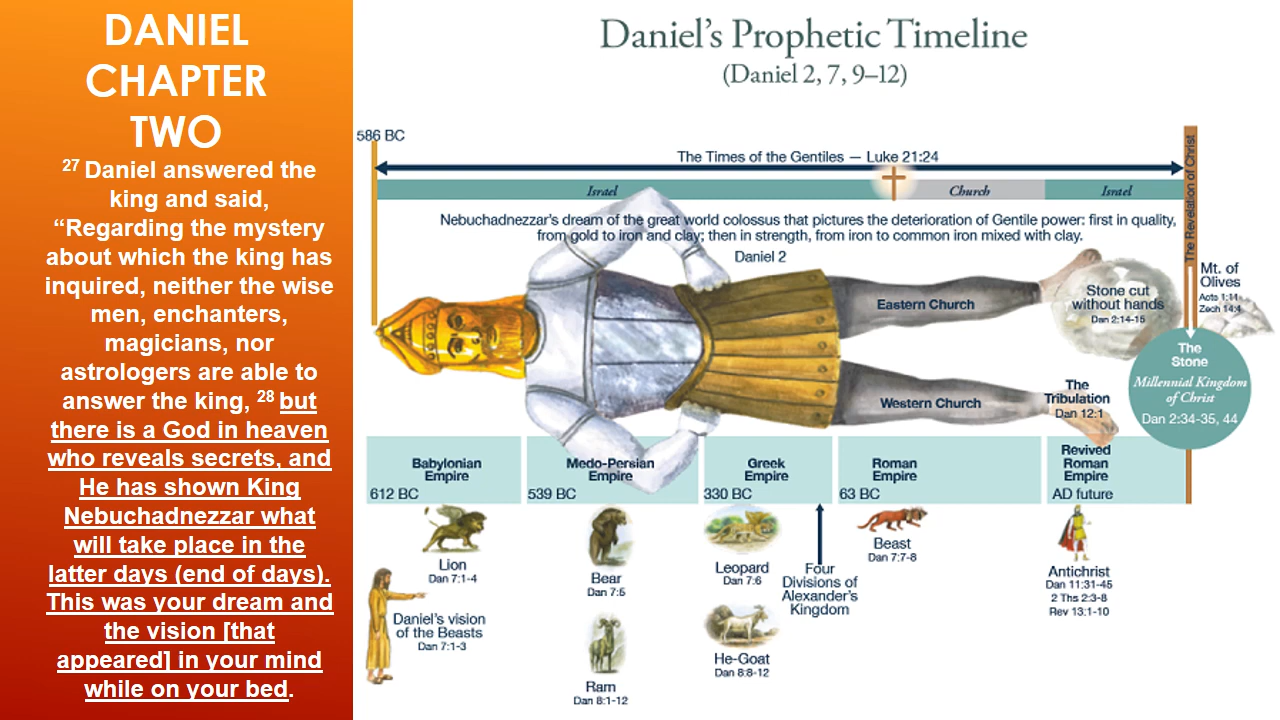 DANIEL
CHAPTER
TWO
27 Daniel answered the
king and said,
“Regarding the mystery
about which the king has
inquired, neither the wise
men, enchanters,
magicians, nor
astrologers are able to
answer the king, 28 but
there is a God in heaven
who reveals secrets, and
He has shown King
Nebuchadnezzar what
will take place in the
latter days (end of days).
This was your dream and
the vision [that
appeared] in your mind
while on your bed.
Daniel’s Prophetic Timeline
(Daniel 2, 7, 9–12)
586 BC
The Times of the Gentiles — Luke 21:24
Israel
Church
Israel
The Revelation of Christ
Nebuchadnezzar’s dream of the great world colossus that pictures the deterioration of Gentile power: first in quality,
from gold to iron and clay; then in strength, from iron to common iron mixed with clay.
Daniel 2
Eastern Church
Western Church
Stone cut
without hands
Dan 2:14-15
Mt. of
Olives
Acts 1:11
Zech 14:4
The
Stone
Millennial Kingdom
of Christ
Dan 2:34-35, 44
The
Tribulation
Dan 12:1
Babylonian
Empire
612 BC
Medo-Persian
Empire
539 BC
Greek
Empire
330 BC
Roman
Empire
63 BC
Revived
Roman
Empire
AD future
Lion
Dan 7:1-4
Daniel’s vision
of the Beasts
Dan 7:1-3
Bear
Dan 7:5
Ram
Dan 8:1-12
Leopard
Dan 7:6
He-Goat
Dan 8:8-12
Four
Divisions of
Alexander’s
Kingdom
Beast
Dan 7:7-8
Antichrist
Dan 11:31-45
2 Ths 2:3-8
Rev 13:1-10